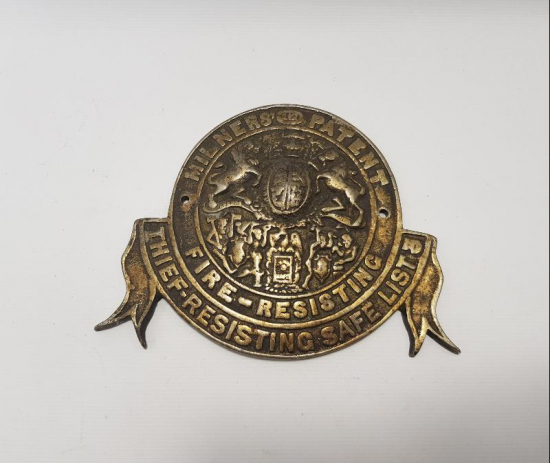 MILNERS PATENT
FIRE-RESISTING
THIEF-RESISTING SAFE LIST